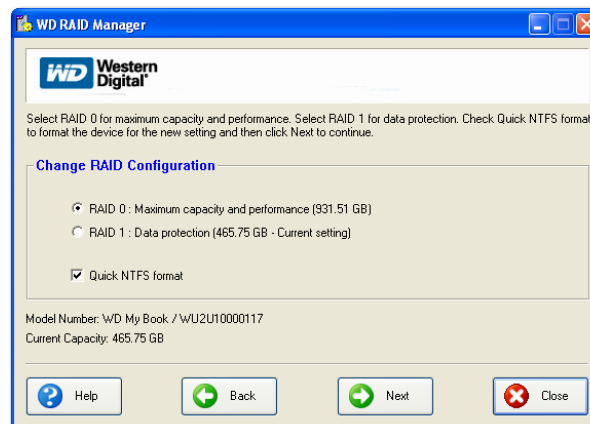 WD RAID Manager
WD Western
Digital®
Select RAID 0 for maximum capacity and performance. Select RAID 1 for data protection. Check Quick NTFS format
to format the device for the new setting and then click Next to continue.
Change RAID Configuration
RAID 0 : Maximum capacity and performance (931.51 GB)
RAID 1 : Data protection (465.75 GB - Current setting)
Quick NTFS format
Model Number: WD My Book / WU2U10000117
Current Capacity: 465.75 GB
Help Back Next Close